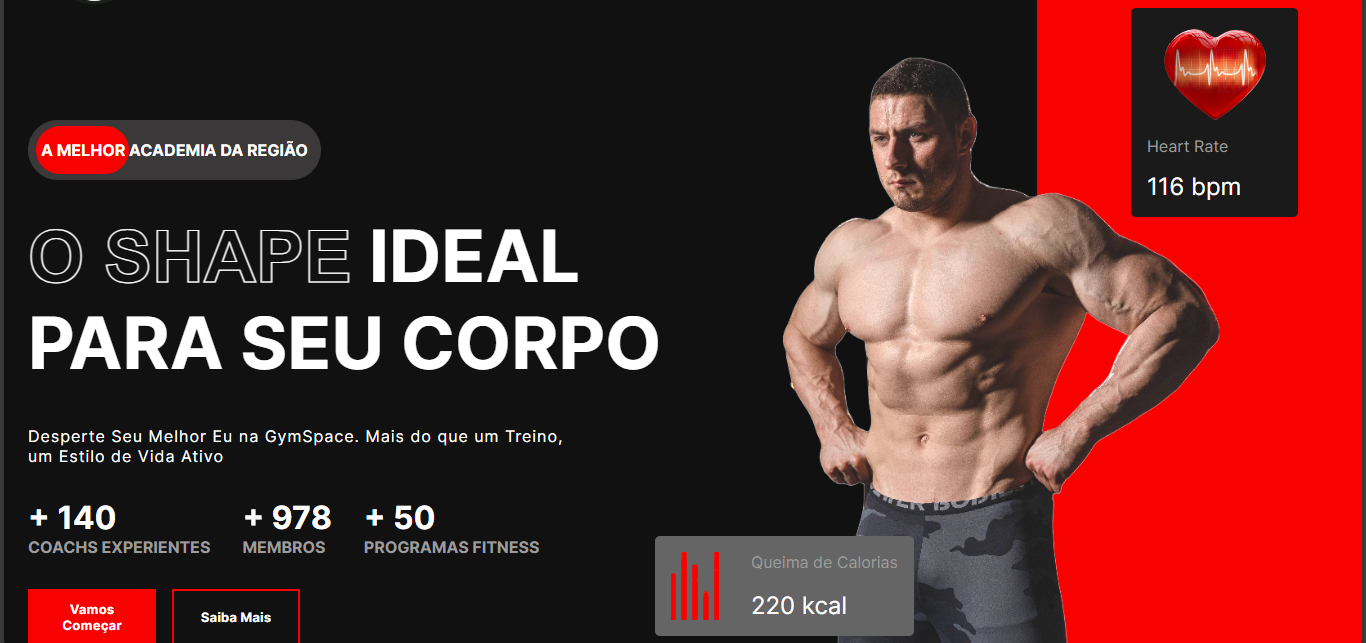 A MELHOR ACADEMIA DA REGIÃO
O SHAPE IDEAL
PARA SEU CORPO
Desperte Seu Melhor Eu na GymSpace. Mais do que um Treino,
um Estilo de Vida Ativo
+ 140
COACHS EXPERIENTES
+ 978
MEMBROS
+ 50
PROGRAMAS FITNESS
Vamos
Começar
Saiba Mais
Heart Rate
116 bpm
Queima de Calorias
220 kcal